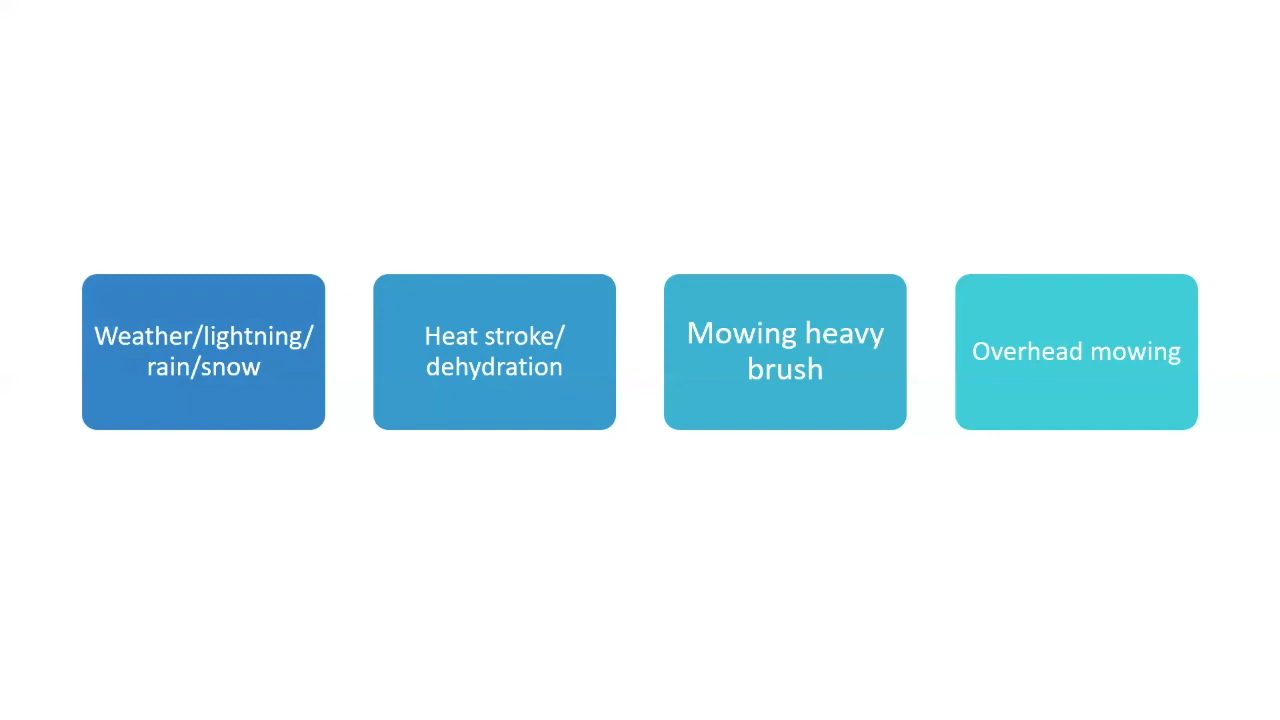 Weather/lightning/
rain/snow
Heat stroke/
dehydration
Mowing heavy
brush
Overhead mowing